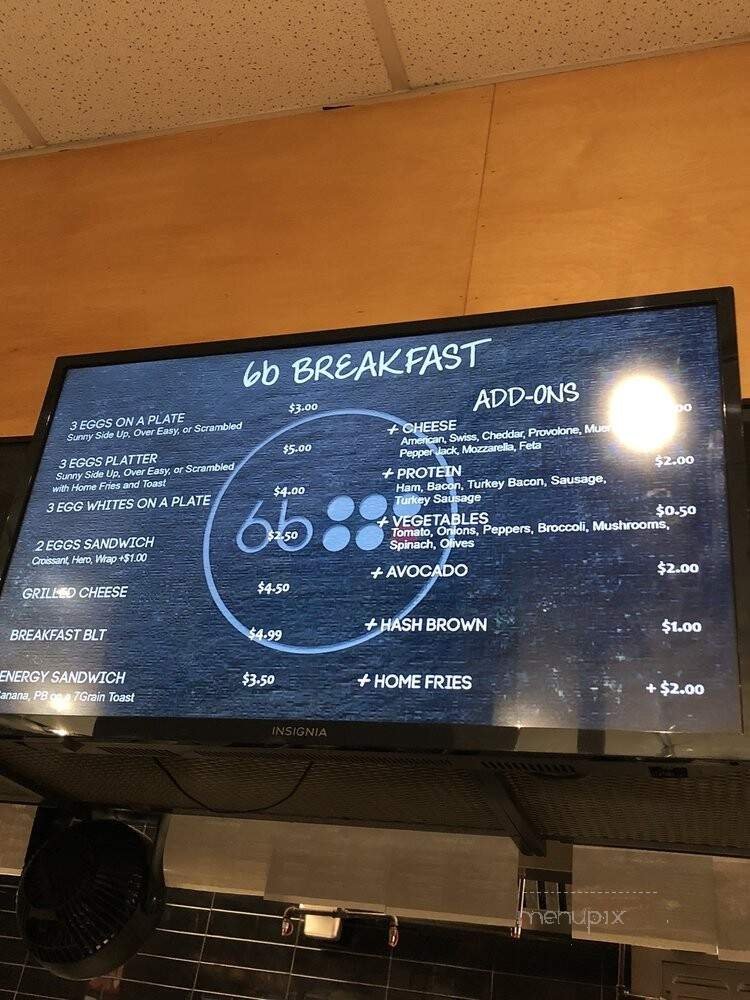 6b BREAKFAST
3 EGGS ON A PLATE $3.00
Sunny Side Up, Over Easy, or Scrambled
3 EGGS PLATTER $5.00
Sunny Side Up, Over Easy, or Scrambled
with Home Fries and Toast
3 EGG WHITES ON A PLATE $4.00
2 EGGS SANDWICH $2.50
Croissant, Hero, Wrap +$1.00
GRILLED CHEESE $4.50
BREAKFAST BLT $4.99
ENERGY SANDWICH $3.50
PB on a 7Grain Toast
6b
ADD-ONS
+ CHEESE
American, Swiss, Cheddar, Provolone,
Pepper Jack, Mozzarella, Feta
+ PROTEIN $2.00
Ham, Bacon, Turkey Bacon, Sausage,
Turkey Sausage
+ VEGETABLES $0.50
Tomato, Onions, Peppers, Broccoli, Mushrooms,
Spinach, Olives
+ AVOCADO $2.00
+ HASH BROWN $1.00
+ HOME FRIES + $2.00
INSIGNIA
menupix